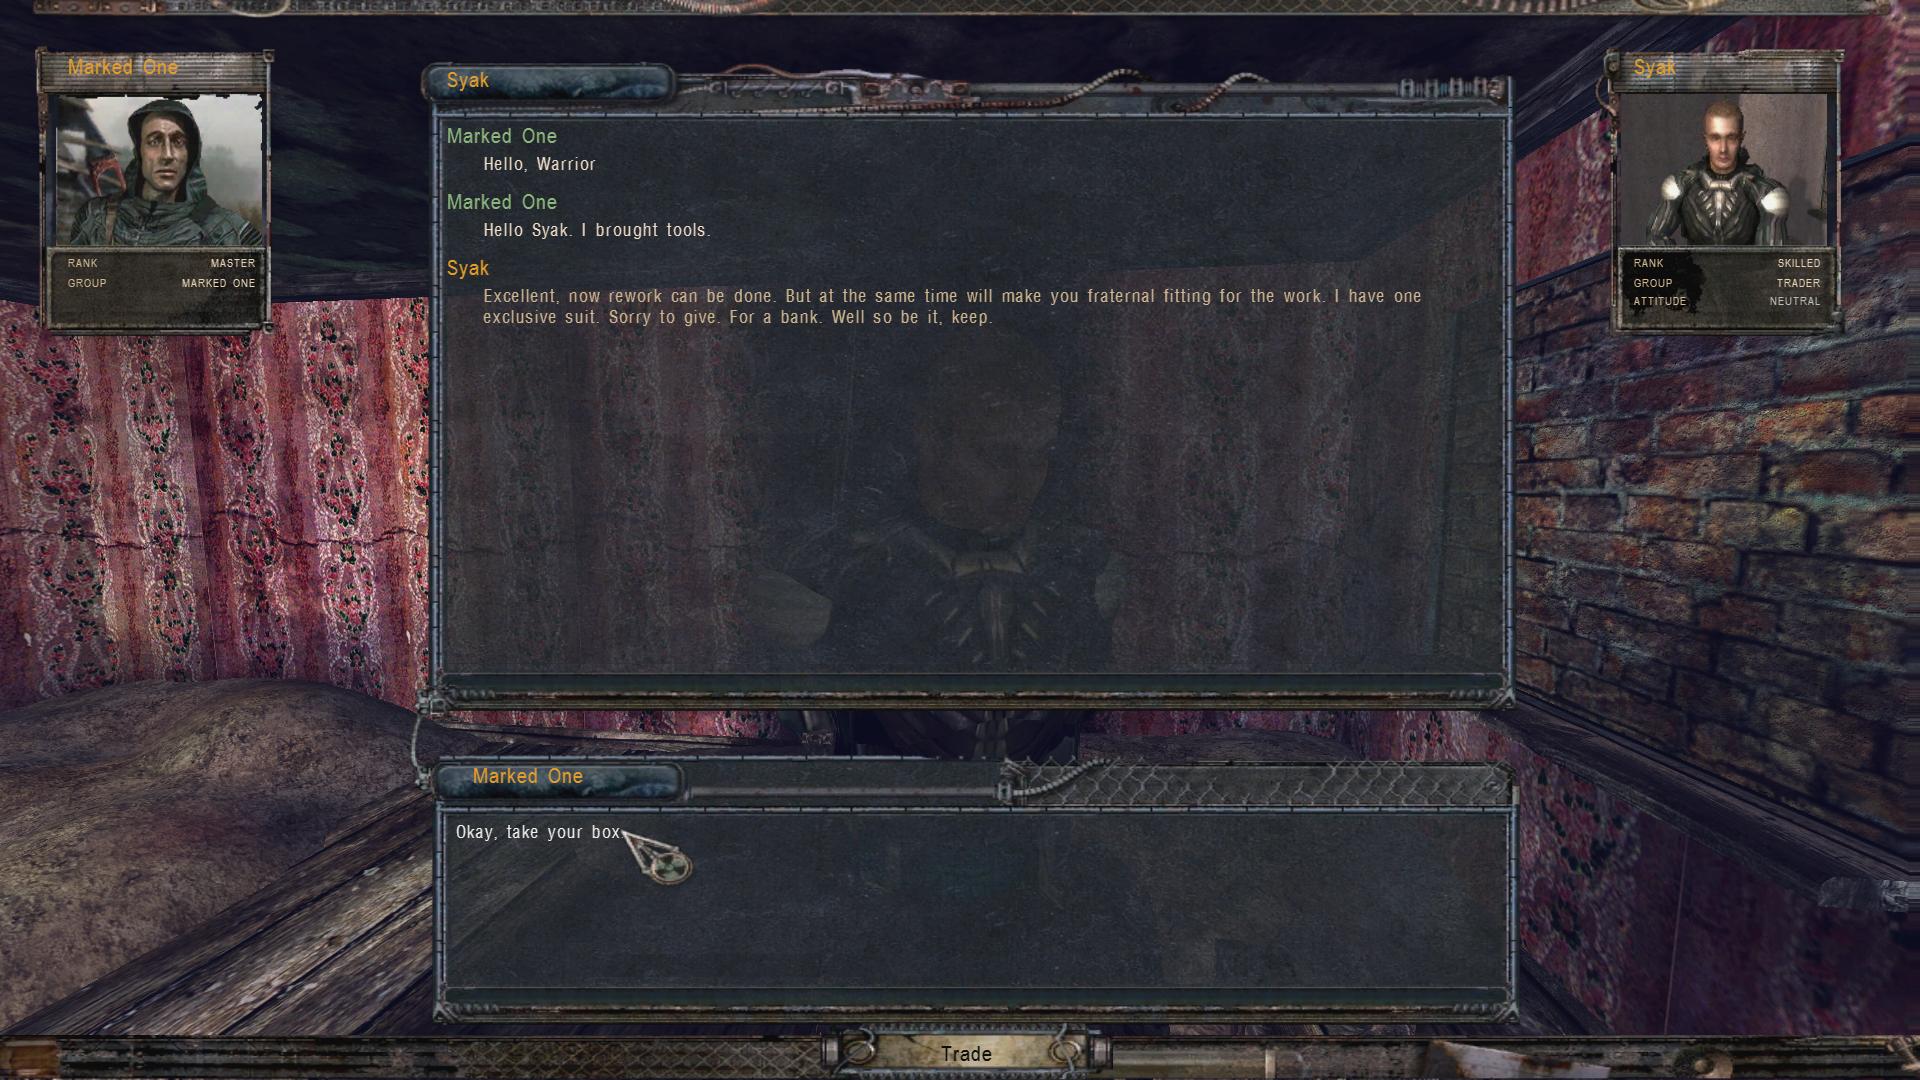 Marked One
RANK MASTER
GROUP MARKED ONE
Syak
Marked One
Hello, Warrior
Marked One
Hello Syak. I brought tools.
Syak
Excellent, now rework can be done. But at the same time will make you fraternal fitting for the work. I have one
exclusive suit. Sorry to give. For a bank. Well so be it, keep.
Syak
RANK SKILLED
GROUP TRADER
ATTITUDE NEUTRAL
Marked One
Okay, take your box.
Trade